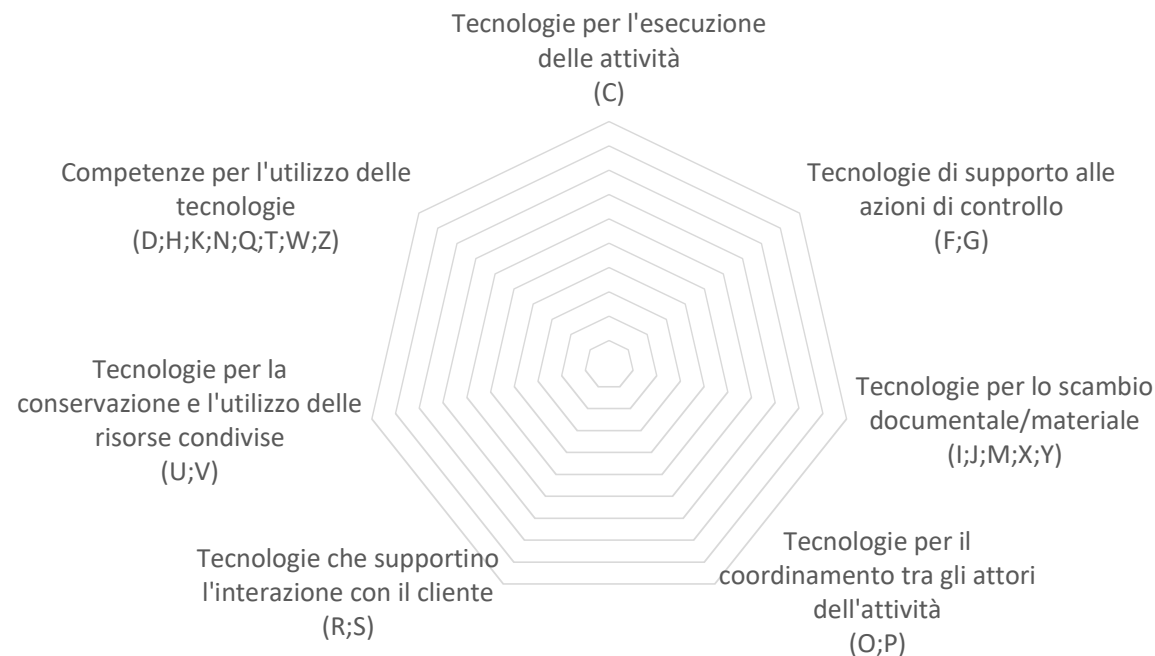 Tecnologie per l'esecuzione
delle attività
(C)
Tecnologie di supporto alle
azioni di controllo
(F;G)
Tecnologie per lo scambio
documentale/materiale
(I;J;M;X;Y)
Tecnologie per il
coordinamento tra gli attori
dell'attività
(O;P)
Tecnologie che supportino
l'interazione con il cliente
(R;S)
Tecnologie per la
conservazione e l'utilizzo delle
risorse condivise
(U;V)
Competenze per l'utilizzo delle
tecnologie
(D;H;K;N;Q;T;W;Z)